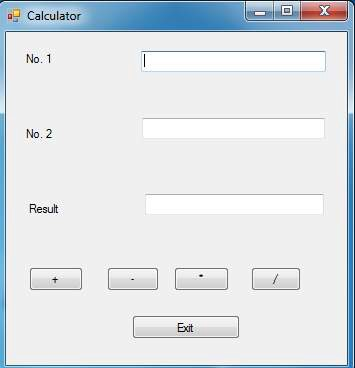 Calculator
No. 1
No. 2
Result
+ - * /
Exit